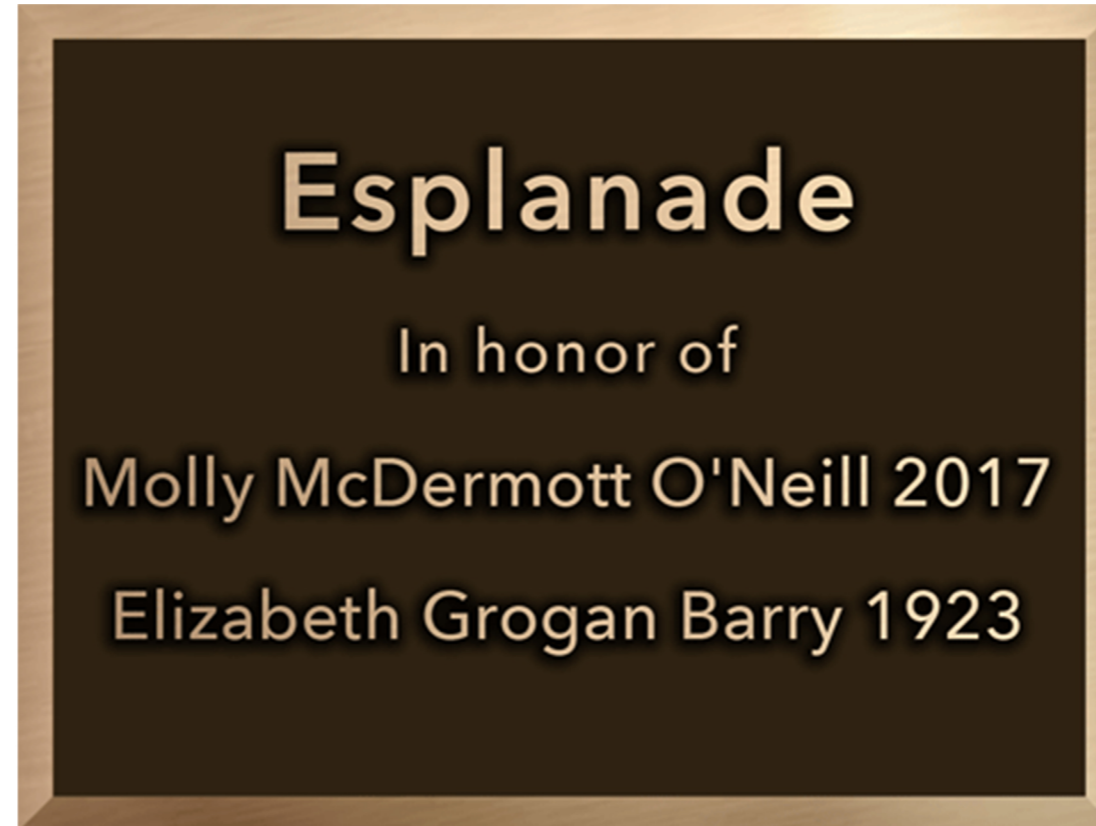 Esplanade
In honor of
Molly McDermott O'Neill 2017
Elizabeth Grogan Barry 1923